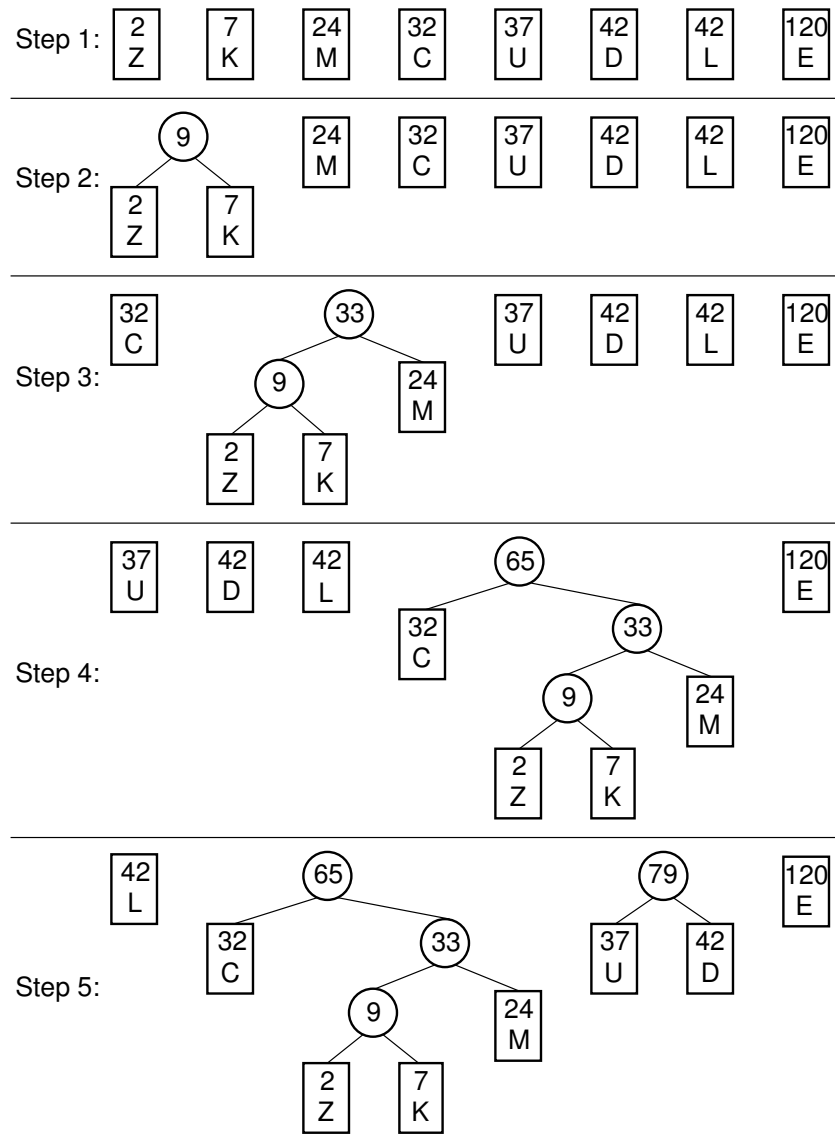 Step 1:
2 7 24 32 37 42 42 120
Z K M C U D L E
Step 2:
9
24 32 37 42 42 120
M C U D L E
2 7
Z K
Step 3:
32 33 37 42 42 120
C U D L E
9 24
M
2 7
Z K
Step 4:
37 42 42 65 120
U D L E
32 33
C
9 24
M
2 7
Z K
Step 5:
42 65 79 120
L E
32 33 37 42
C U D
9 24
M
2 7
Z K